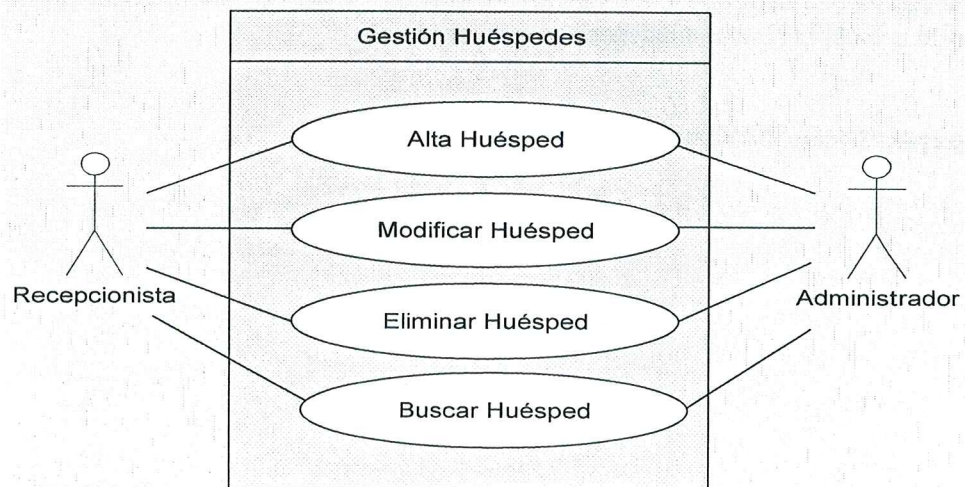 Gestión Huéspedes
Alta Huésped
Modificar Huésped
Recepcionista
Administrador
Eliminar Huésped
Buscar Huésped